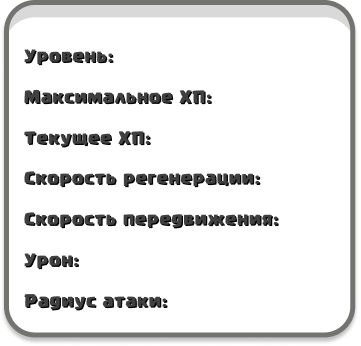 Уровень:
Максимальное ХП:
Текущее ХП:
Скорость регенерации:
Скорость передвижения:
Урон:
Радиус атаки: